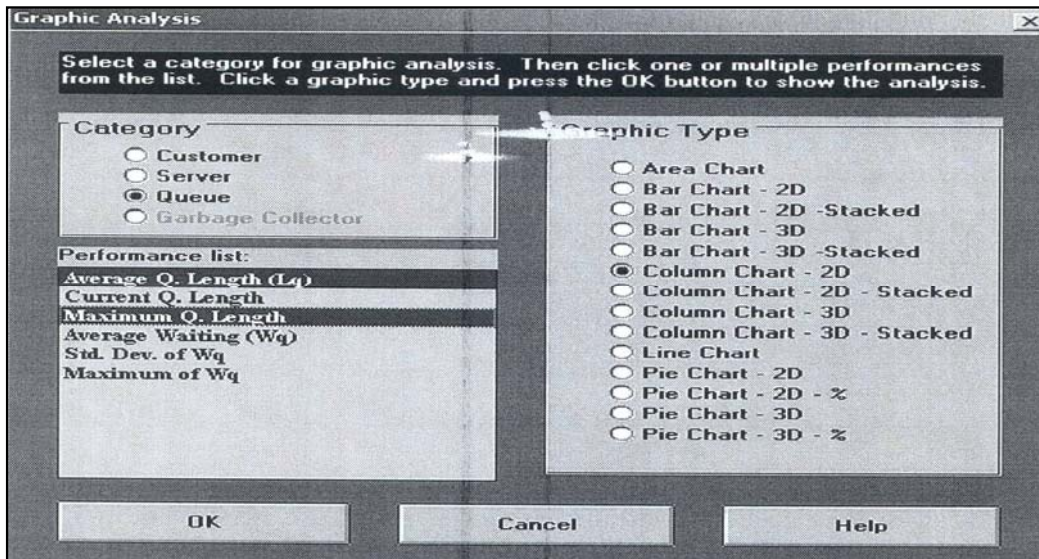 Graphic Analysis
Select a category for graphic analysis. Then click one or multiple performances
from the list. Click a graphic type and press the OK button to show the analysis.
Category
Customer
Server
Queue
Garbage Collector
Performance list:
Average Q. Length (Lq)
Current Q. Length
Maximum Q. Length
Average Waiting (Wq)
Std. Dev. of Wq
Maximum of Wq
Graphic Type
Area Chart
Bar Chart - 2D
Bar Chart - 2D -Stacked
Bar Chart - 3D
Bar Chart - 3D -Stacked
Column Chart - 2D
Column Chart - 2D - Stacked
Column Chart - 3D
Column Chart - 3D - Stacked
Line Chart
Pie Chart - 2D
Pie Chart - 2D - %
Pie Chart - 3D
Pie Chart - 3D - %
OK
Cancel
Help